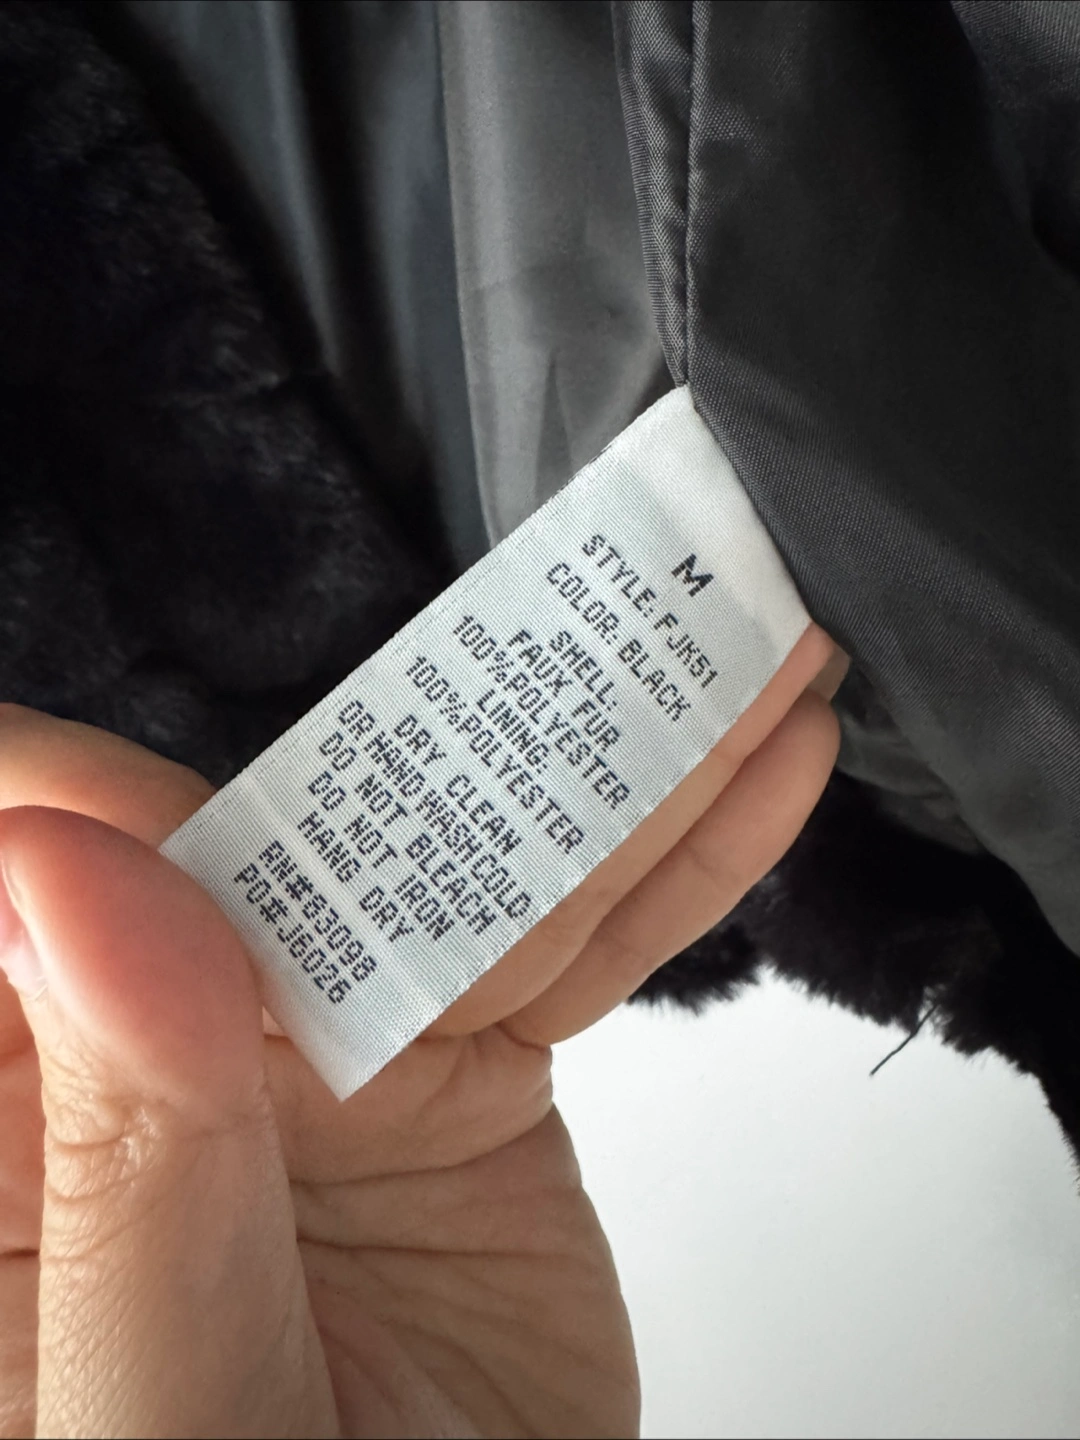 M
STYLE: FJK51
COLOR: BLACK
SHELL:
FAUX FUR
100%POLYESTER
LINING:
100%POLYESTER
DRY CLEAN
OR HAND WASH COLD
DO NOT BLEACH
DO NOT IRON
HANG DRY
RN#83098
PO#J6026